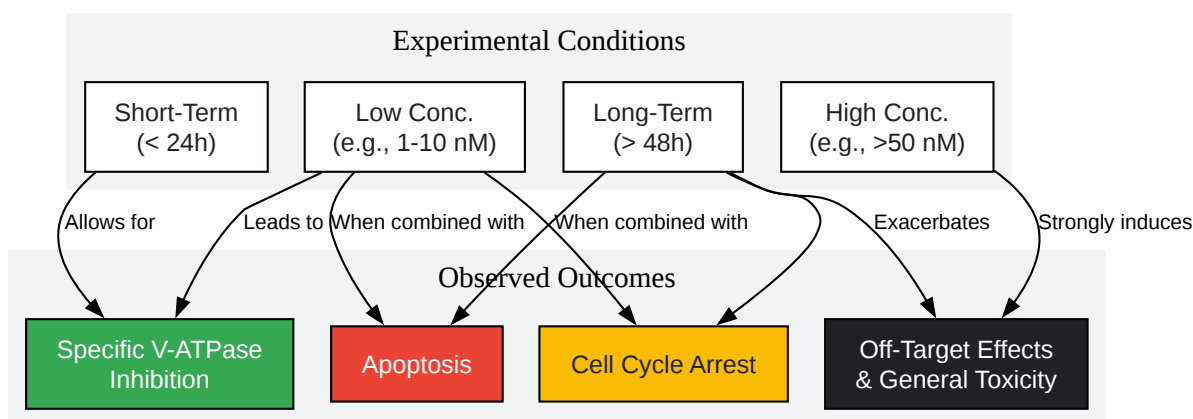 Experimental Conditions
Short-Term
(< 24h)
Low Conc.
(e.g., 1-10 nM)
Long-Term
(> 48h)
High Conc.
(e.g., >50 nM)
Allows for
Leads to
When combined with
When combined with
Exacerbates
Strongly induces
Observed Outcomes
Specific V-ATPase
Inhibition
Apoptosis
Cell Cycle Arrest
Off-Target Effects
& General Toxicity